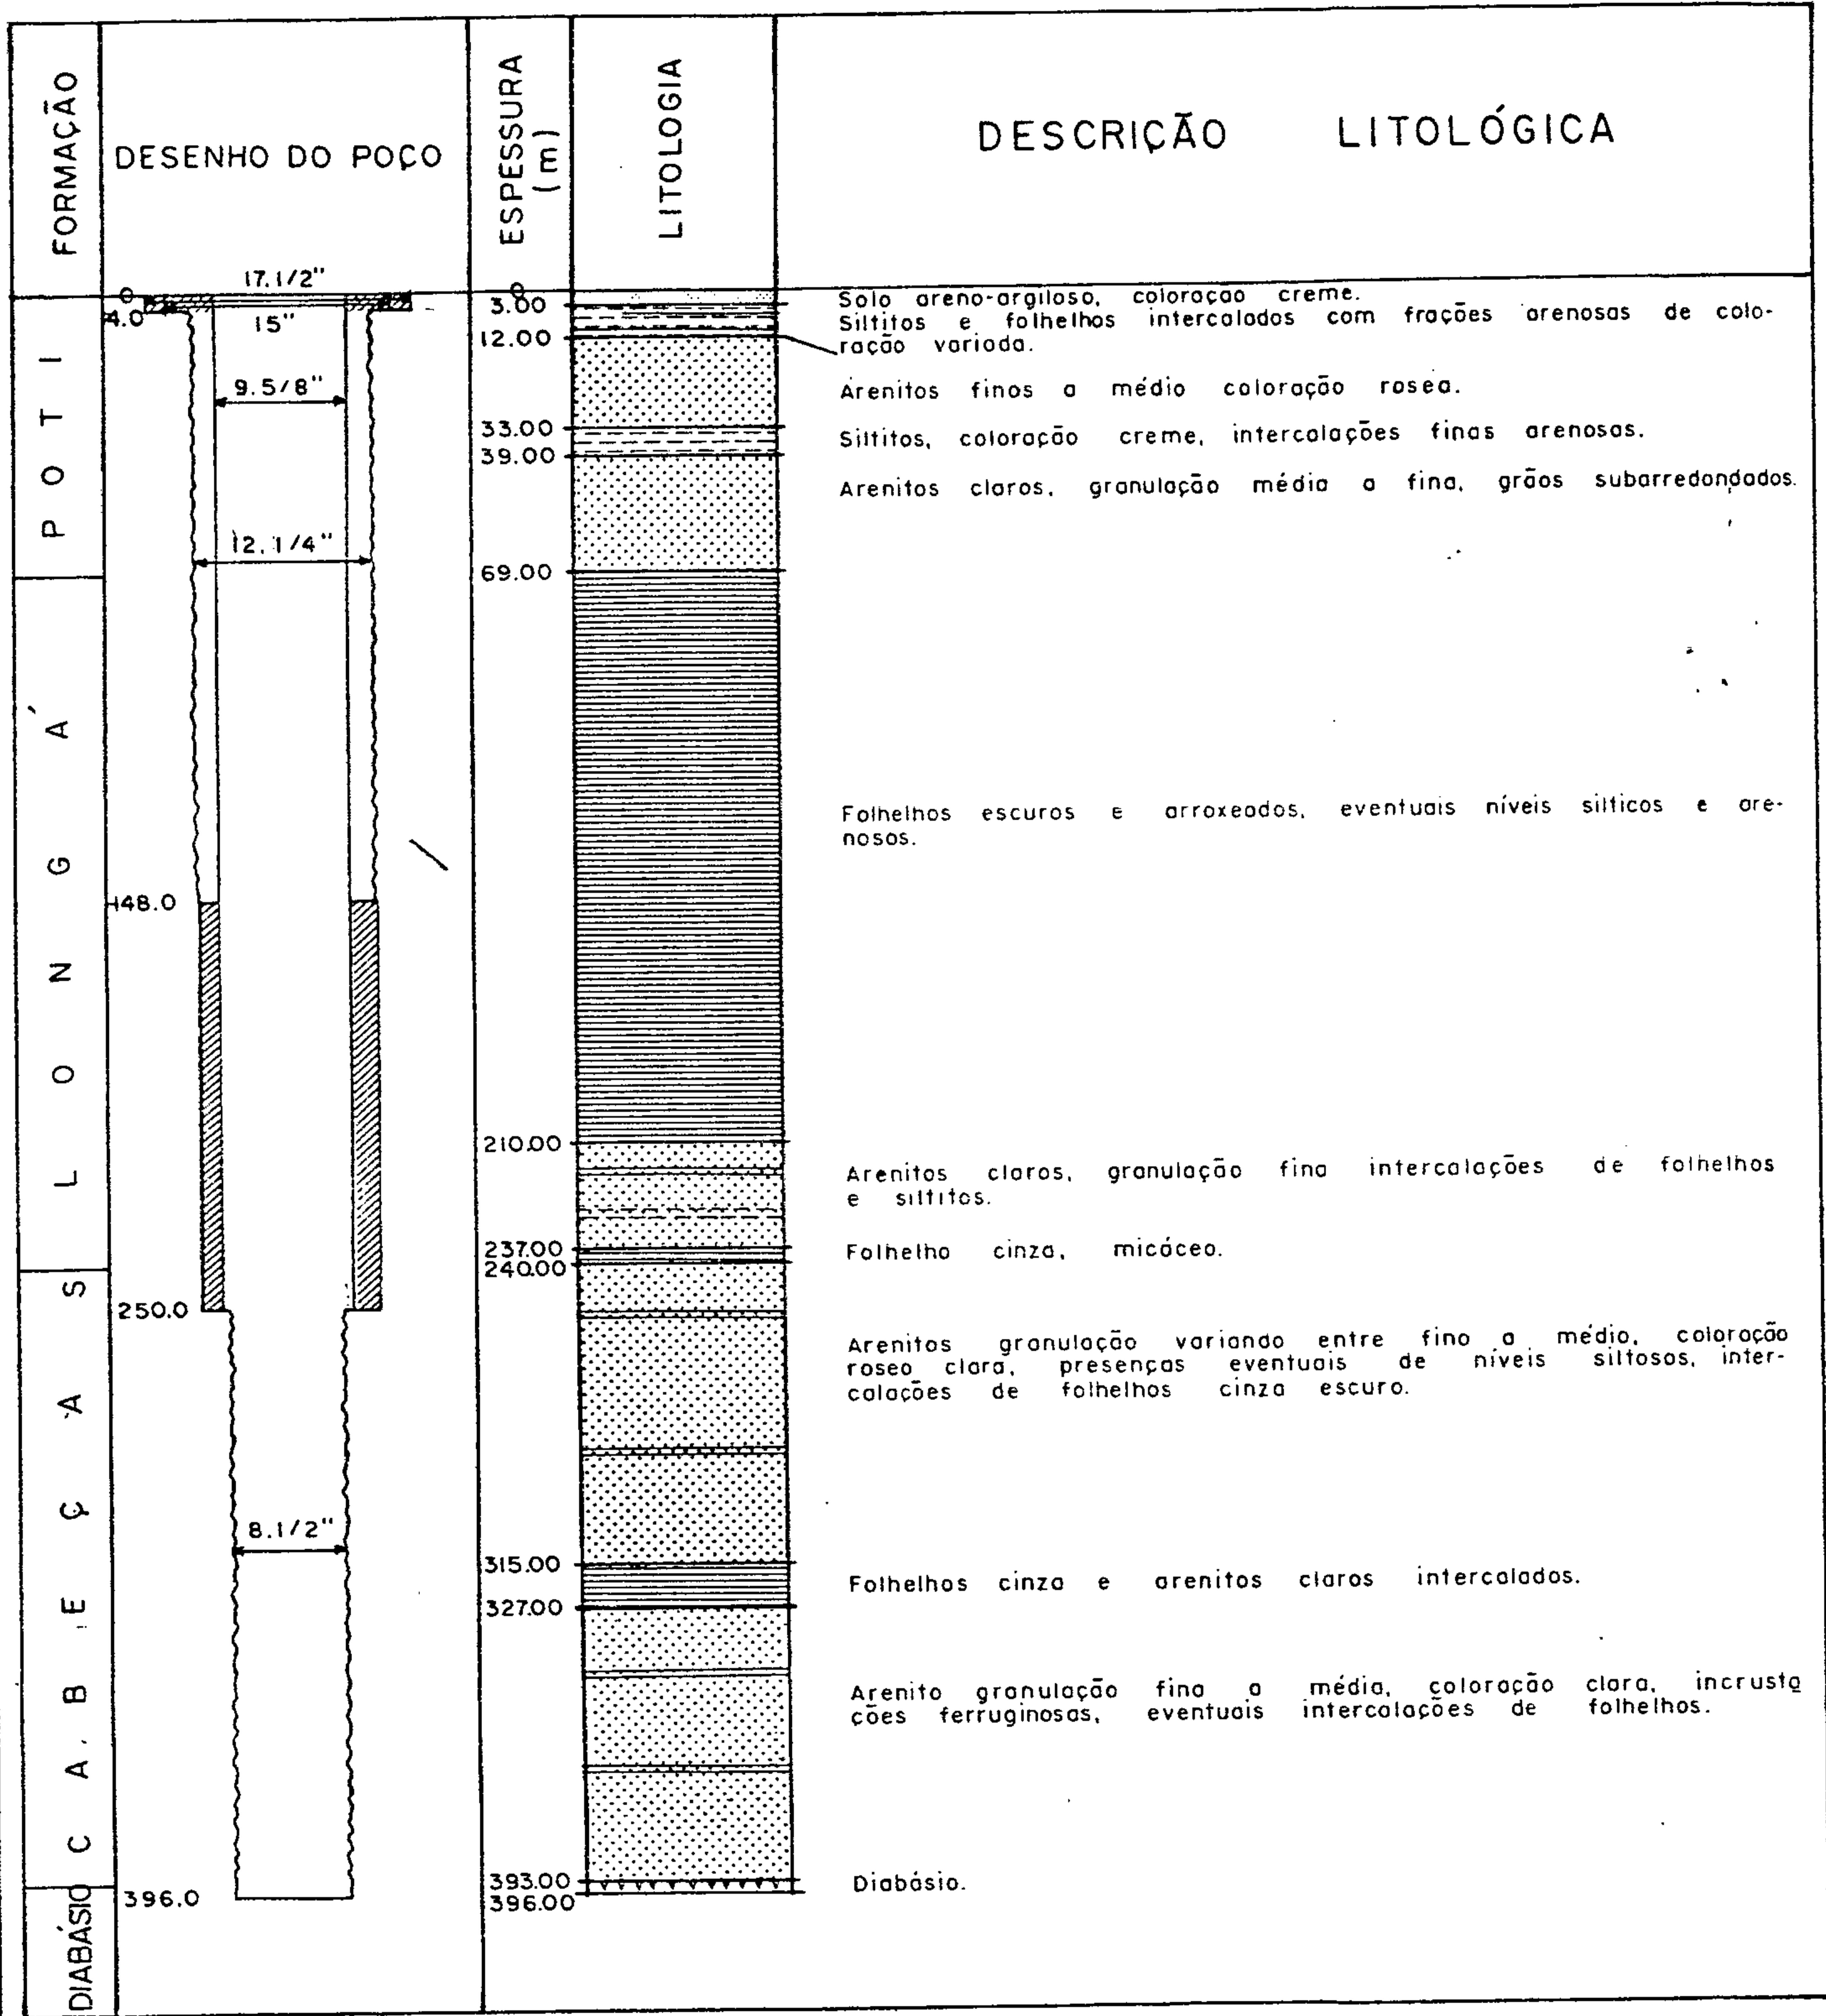 FORMAÇÃO
DESENHO DO POÇO
ESPESSURA
(m)
LITOLOGIA
DESCRIÇÃO LITOLÓGICA
POTI
LONGÁ
CABEÇAS
DIABÁSIO
0
4.0
17.1/2"
15"
9.5/8"
12.1/4"
148.0
250.0
8.1/2"
396.0
0
3.00
12.00
33.00
39.00
69.00
210.00
237.00
240.00
315.00
327.00
393.00
396.00
Solo areno-argiloso, coloração creme.
Siltitos e folhelhos intercalados com frações arenosas de colo-
ração variada.
Arenitos finos a médio coloração rosea.
Siltitos, coloração creme, intercalações finas arenosas.
Arenitos claros, granulação média a fina, grãos subarredondados.
Folhelhos escuros e arroxeados, eventuais níveis silticos e are-
nosos.
Arenitos claros, granulação fina intercalações de folhelhos
e siltitos.
Folhelho cinza, micáceo.
Arenitos granulação variando entre fino a médio, coloração
roseo clara, presenças eventuais de níveis siltosos, inter-
calações de folhelhos cinza escuro.
Folhelhos cinza e arenitos claros intercalados.
Arenito granulação fina a média, coloração clara, incrusta
ções ferruginosas, eventuais intercalações de folhelhos.
Diabásio.